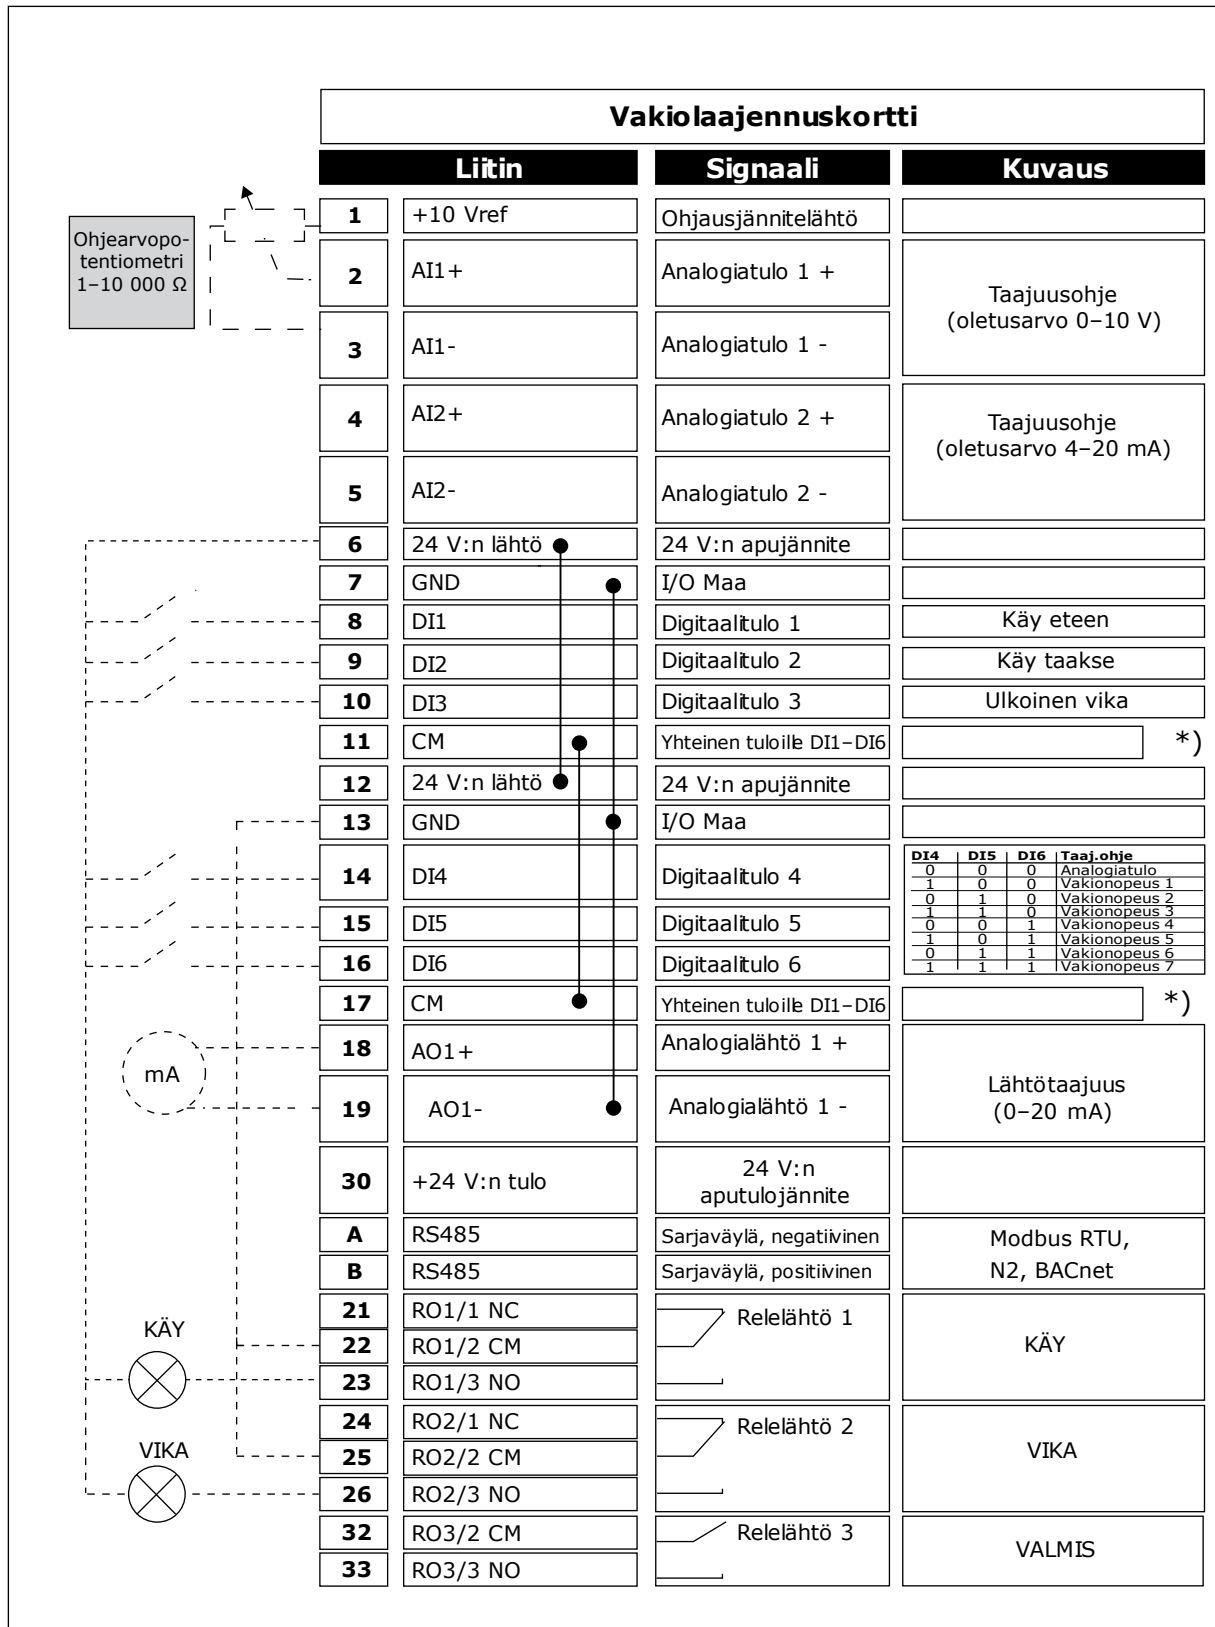 Vakiolaajennuskortti
Liitin Signaali Kuvaus
Ohjearvopo-
tentiometri
1–10 000 Ω
1 +10 Vref Ohjausjännitelähtö
2 AI1+ Analogiatulo 1 +
Taajuusohje
(oletusarvo 0–10 V)
3 AI1- Analogiatulo 1 -
4 AI2+ Analogiatulo 2 +
Taajuusohje
(oletusarvo 4–20 mA)
5 AI2- Analogiatulo 2 -
6 24 V:n lähtö 24 V:n apujännite
7 GND I/O Maa
8 DI1 Digitaalitulo 1 Käy eteen
9 DI2 Digitaalitulo 2 Käy taakse
10 DI3 Digitaalitulo 3 Ulkoinen vika
11 CM Yhteinen tuloille DI1–DI6 *)
12 24 V:n lähtö 24 V:n apujännite
13 GND I/O Maa
14 DI4 Digitaalitulo 4
DI4 DI5 DI6 Taaj.ohje
0 0 0 Analogiatulo
1 0 0 Vakionopeus 1
0 1 0 Vakionopeus 2
1 1 0 Vakionopeus 3
0 0 1 Vakionopeus 4
1 0 1 Vakionopeus 5
0 1 1 Vakionopeus 6
1 1 1 Vakionopeus 7
15 DI5 Digitaalitulo 5
16 DI6 Digitaalitulo 6
17 CM Yhteinen tuloille DI1–DI6 *)
18 AO1+ Analogialähtö 1 +
mA
Lähtötaajuus
(0–20 mA)
19 AO1- Analogialähtö 1 -
30 +24 V:n tulo
24 V:n
aputulojännite
A RS485 Sarjaväylä, negatiivinen
Modbus RTU,
N2, BACnet
B RS485 Sarjaväylä, positiivinen
21 RO1/1 NC Relelähtö 1
KÄY
22 RO1/2 CM KÄY
23 RO1/3 NO
24 RO2/1 NC Relelähtö 2
VIKA
25 RO2/2 CM VIKA
26 RO2/3 NO
32 RO3/2 CM Relelähtö 3
VALMIS
33 RO3/3 NO